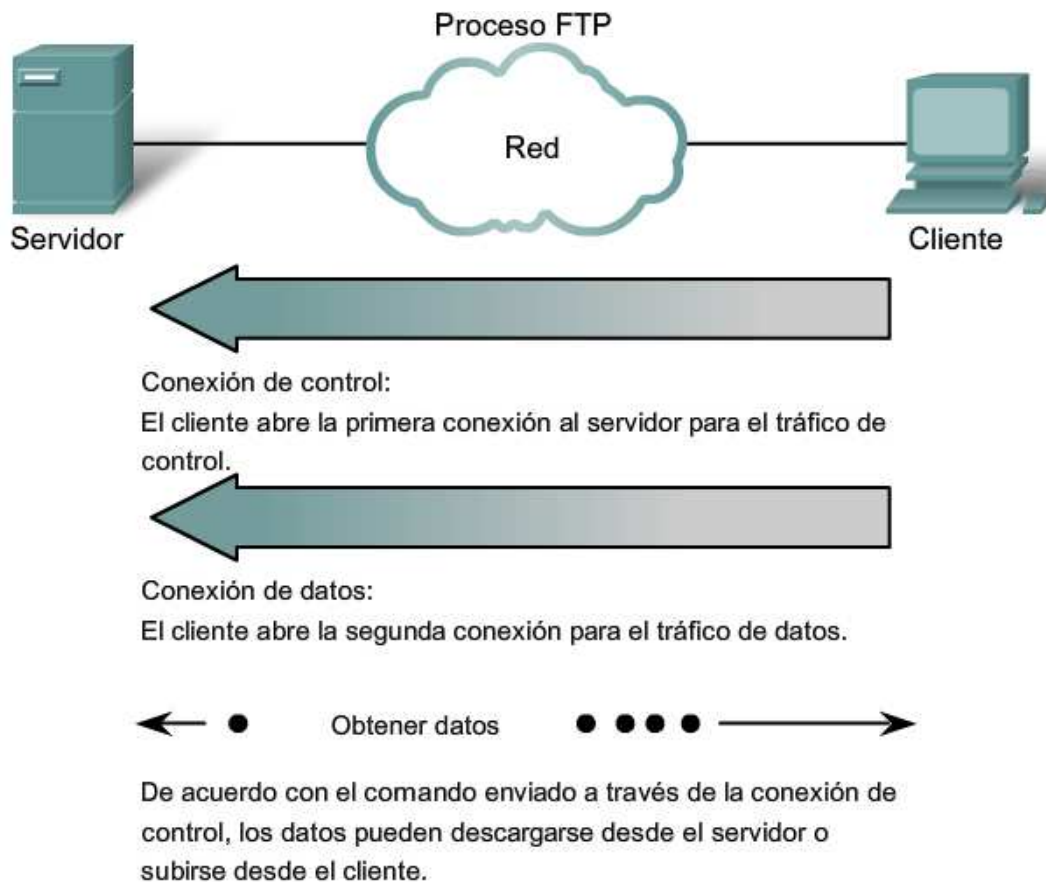 Proceso FTP
Red
Servidor
Cliente
Conexión de control:
El cliente abre la primera conexión al servidor para el tráfico de
control.
Conexión de datos:
El cliente abre la segunda conexión para el tráfico de datos.
Obtener datos
De acuerdo con el comando enviado a través de la conexión de
control, los datos pueden descargarse desde el servidor o
subirse desde el cliente.